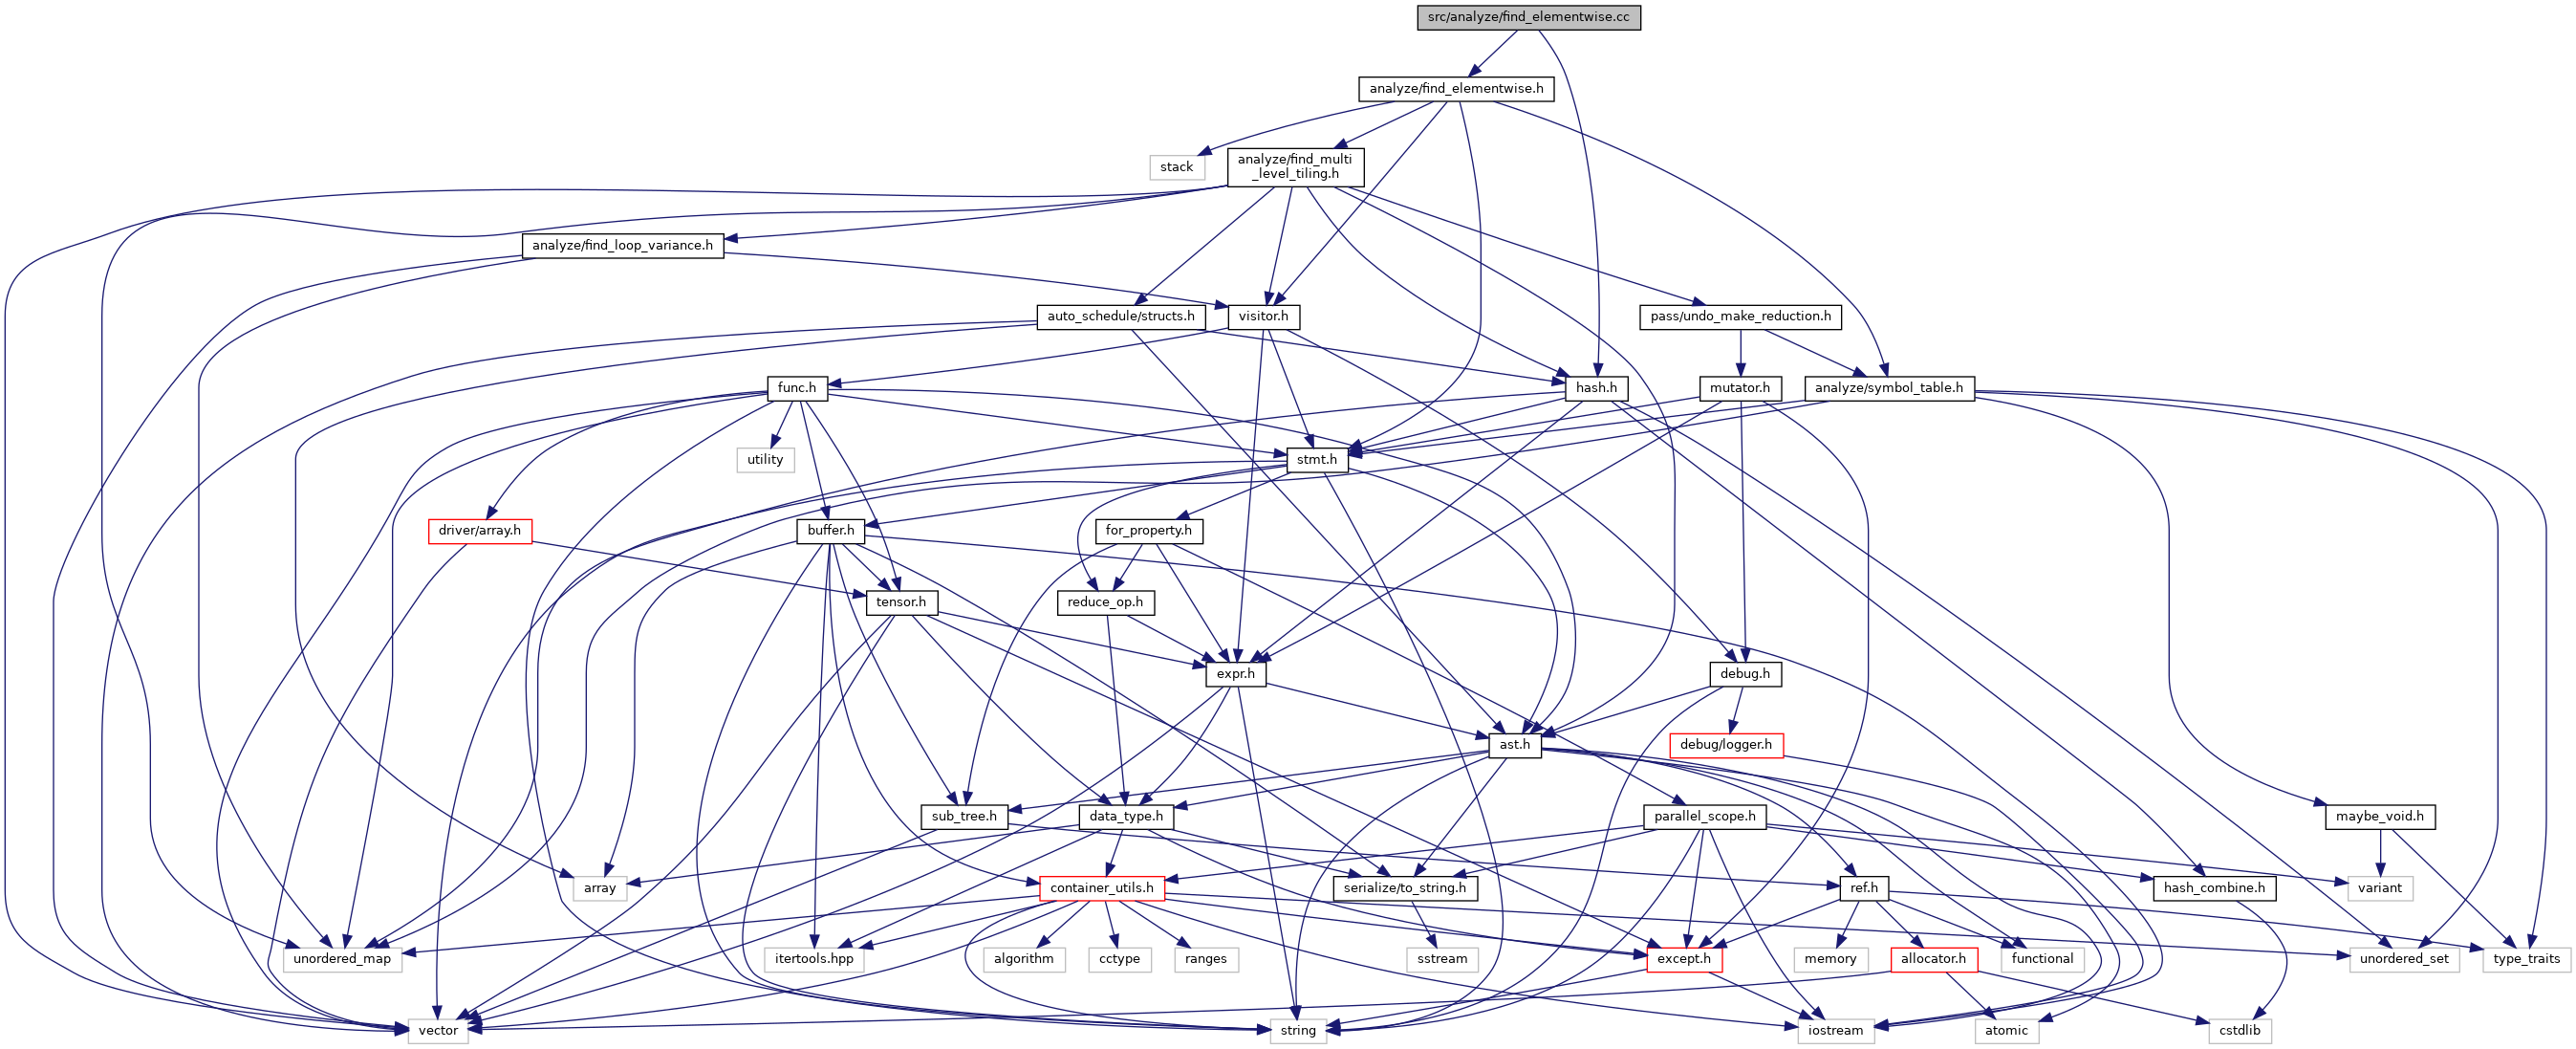 src/analyze/find_elementwise.cc
analyze/find_elementwise.h
stack
analyze/find_multi
_level_tiling.h
analyze/find_loop_variance.h
auto_schedule/structs.h
visitor.h
pass/undo_make_reduction.h
func.h
hash.h
mutator.h
analyze/symbol_table.h
utility
stmt.h
driver/array.h
buffer.h
for_property.h
tensor.h
reduce_op.h
expr.h
debug.h
ast.h
debug/logger.h
sub_tree.h
data_type.h
parallel_scope.h
maybe_void.h
array
container_utils.h
serialize/to_string.h
ref.h
hash_combine.h
variant
unordered_map
itertools.hpp
algorithm
cctype
ranges
sstream
except.h
memory
allocator.h
functional
unordered_set
type_traits
vector
string
iostream
atomic
cstdlib